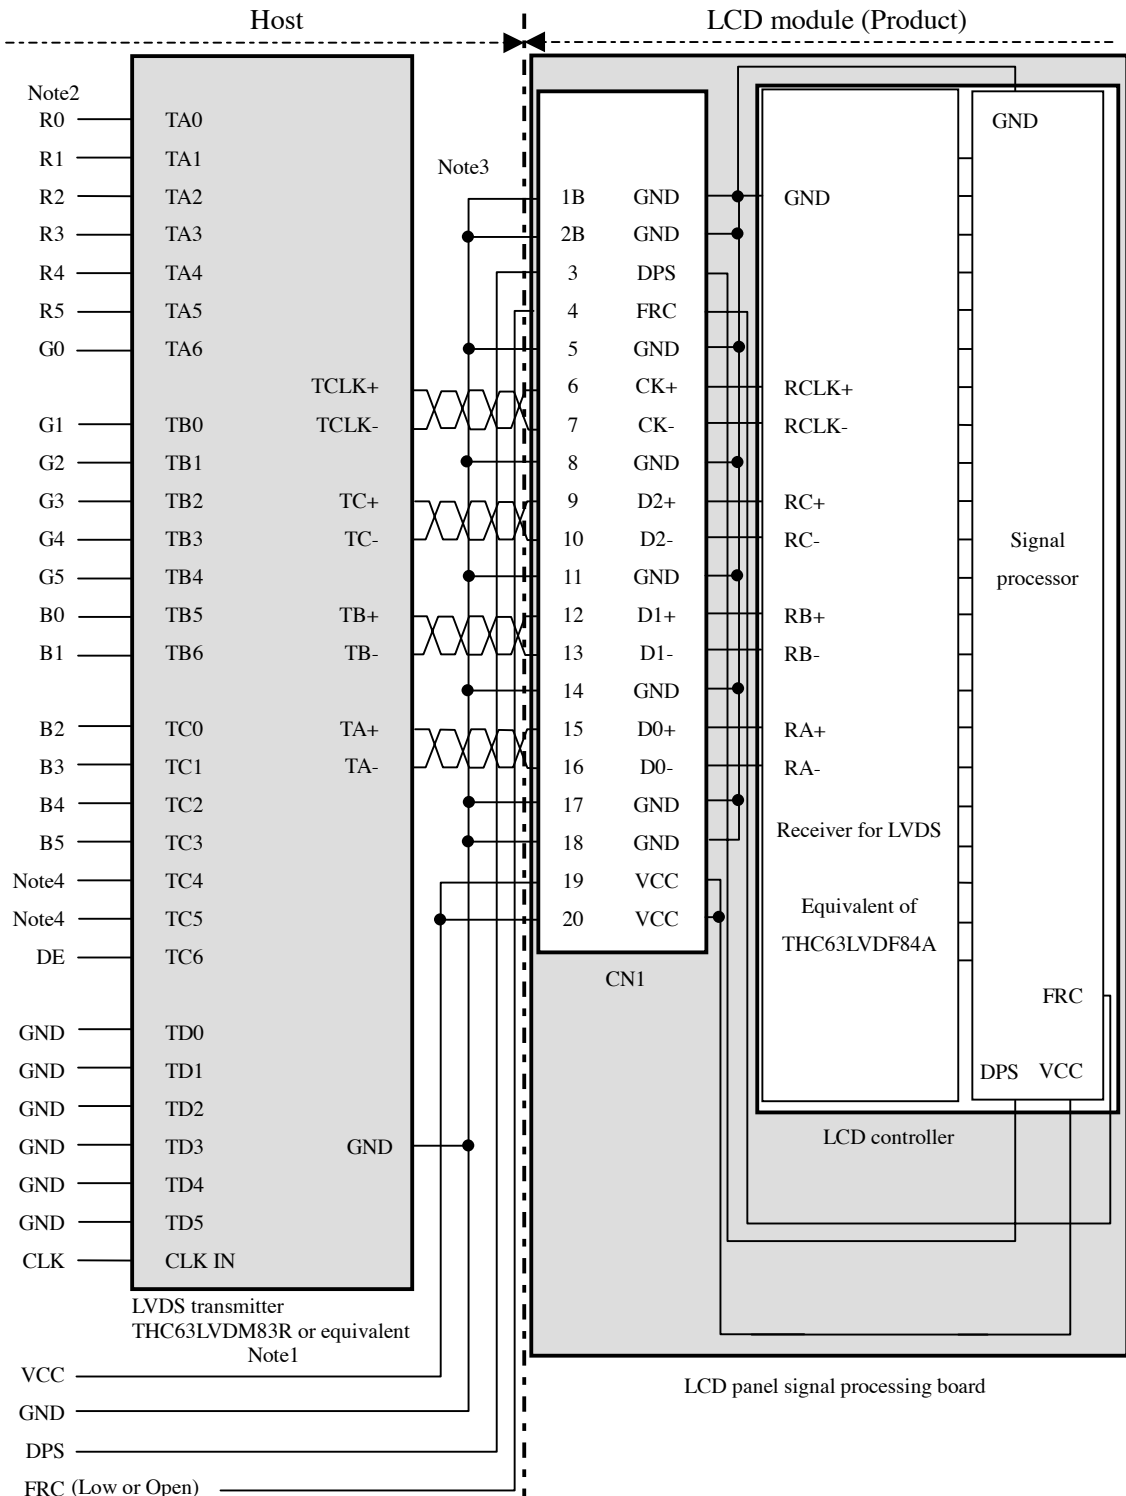 Host
LCD module (Product)
Note2
R0 TA0
R1 TA1
R2 TA2
R3 TA3
R4 TA4
R5 TA5
G0 TA6
TCLK+
G1 TB0 TCLK-
G2 TB1
G3 TB2 TC+
G4 TB3 TC-
G5 TB4
B0 TB5 TB+
B1 TB6 TB-
B2 TC0 TA+
B3 TC1 TA-
B4 TC2
B5 TC3
Note4 TC4
Note4 TC5
DE TC6
GND TD0
GND TD1
GND TD2
GND TD3 GND
GND TD4
GND TD5
CLK CLK IN
LVDS transmitter
THC63LVDM83R or equivalent
Note1
VCC
GND
DPS
FRC (Low or Open)
Note3
1B GND
2B GND
3 DPS
4 FRC
5 GND
6 CK+
7 CK-
8 GND
9 D2+
10 D2-
11 GND
12 D1+
13 D1-
14 GND
15 D0+
16 D0-
17 GND
18 GND
19 VCC
20 VCC
CN1
GND
RCLK+
RCLK-
RC+
RC-
RB+
RB-
RA+
RA-
Receiver for LVDS
Equivalent of
THC63LVDF84A
GND
Signal
processor
FRC
DPS VCC
LCD controller
LCD panel signal processing board